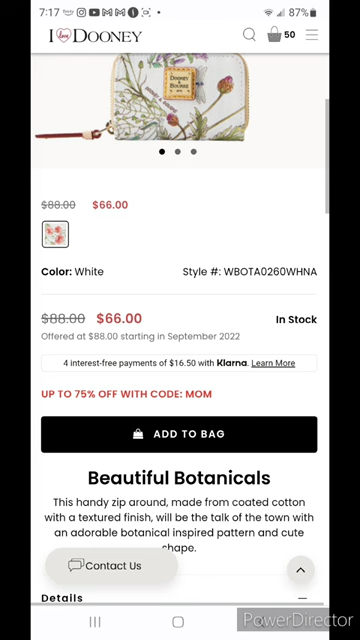 7:17
87%
I love DOONEY
50
DOONEY & BOURKE
$88.00 $66.00
Color: White
Style #: WBOTA0260WHNA
$88.00 $66.00
In Stock
Offered at $88.00 starting in September 2022
4 interest-free payments of $16.50 with Klarna. Learn More
UP TO 75% OFF WITH CODE: MOM
ADD TO BAG
Beautiful Botanicals
This handy zip around, made from coated cotton
with a textured finish, will be the talk of the town with
an adorable botanical inspired pattern and cute
shape.
Contact Us
Details
PowerDirector